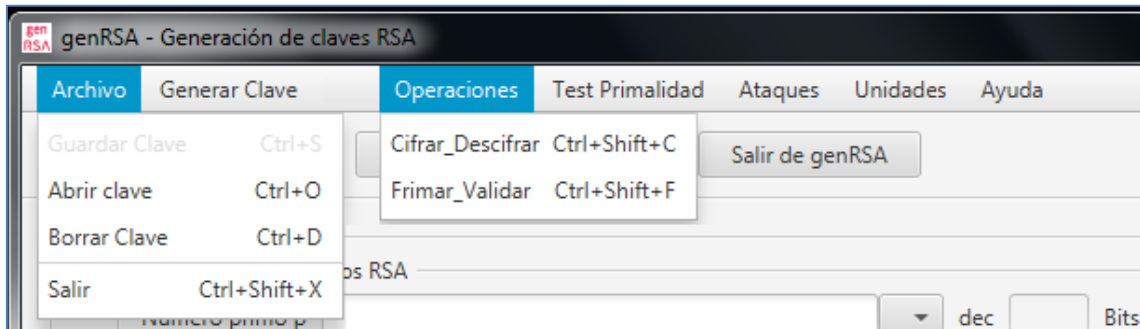 gen
RSA
genRSA - Generación de claves RSA
Archivo Generar Clave Operaciones Test Primalidad Ataques Unidades Ayuda
Guardar Clave Ctrl+S
Abrir clave Ctrl+O
Borrar Clave Ctrl+D
Salir Ctrl+Shift+X
Cifrar_Descifrar Ctrl+Shift+C
Frimar_Validar Ctrl+Shift+F
Salir de genRSA
RSA
Número primo p
dec Bits